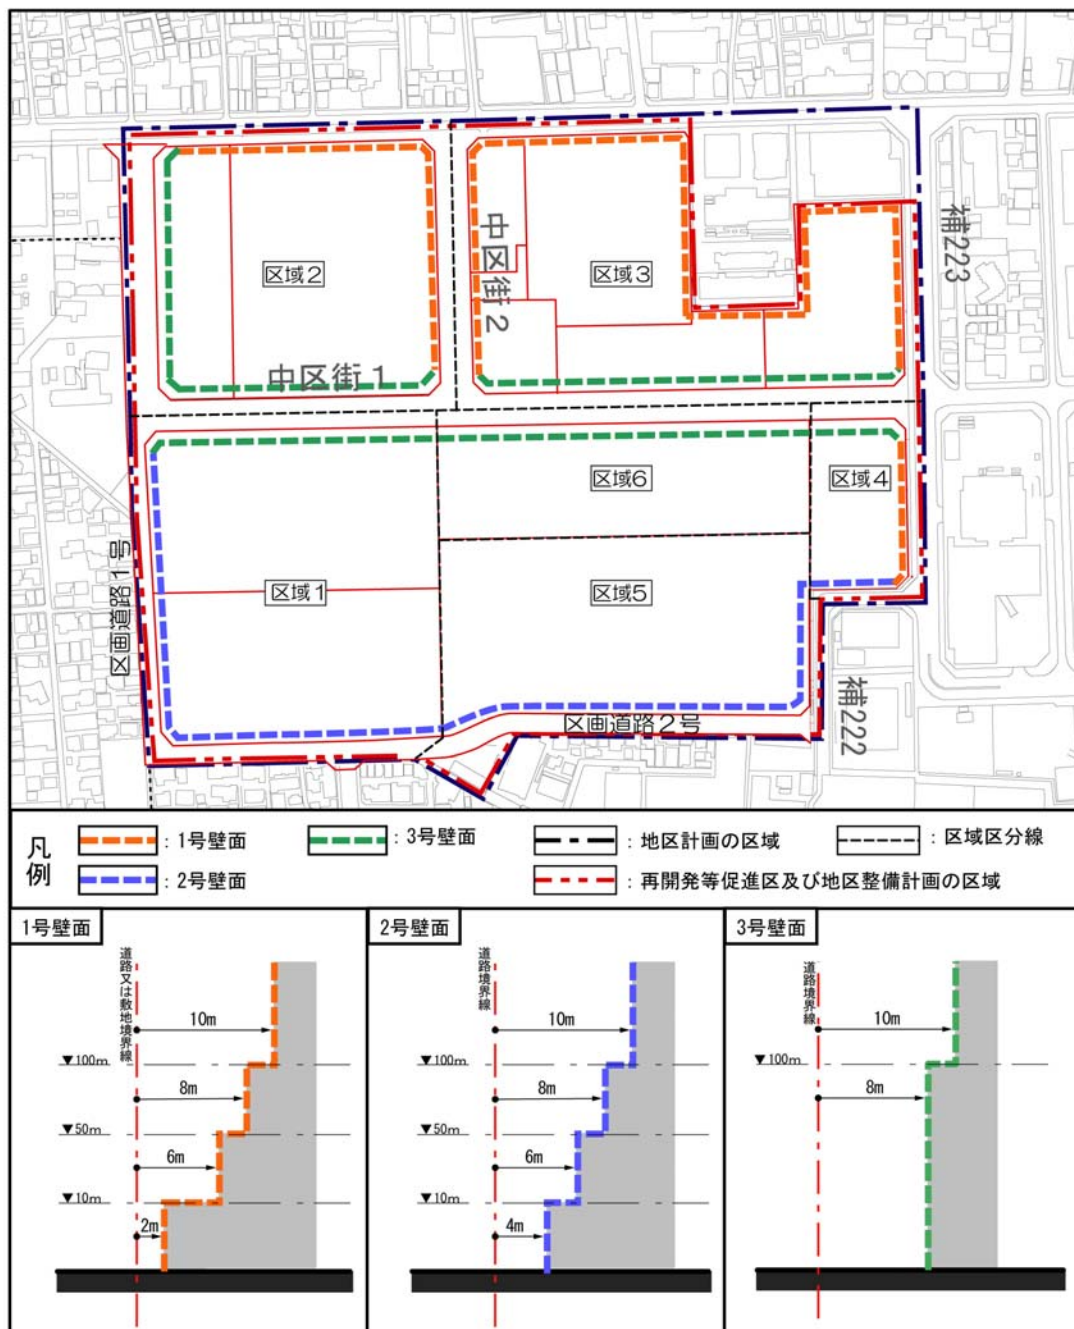 区域2
中区街2
区域3
補223
中区街1
区域6
区域4
区画道路1号
区域1
区域5
区画道路2号
補222
凡例
：1号壁面
：3号壁面
：地区計画の区域
：区域区分線
：2号壁面
：再開発等促進区及び地区整備計画の区域
1号壁面
道路又は敷地境界線
10m
▼100m
8m
▼50m
6m
▼10m
2m
2号壁面
道路境界線
10m
▼100m
8m
▼50m
6m
▼10m
4m
3号壁面
道路境界線
10m
▼100m
8m